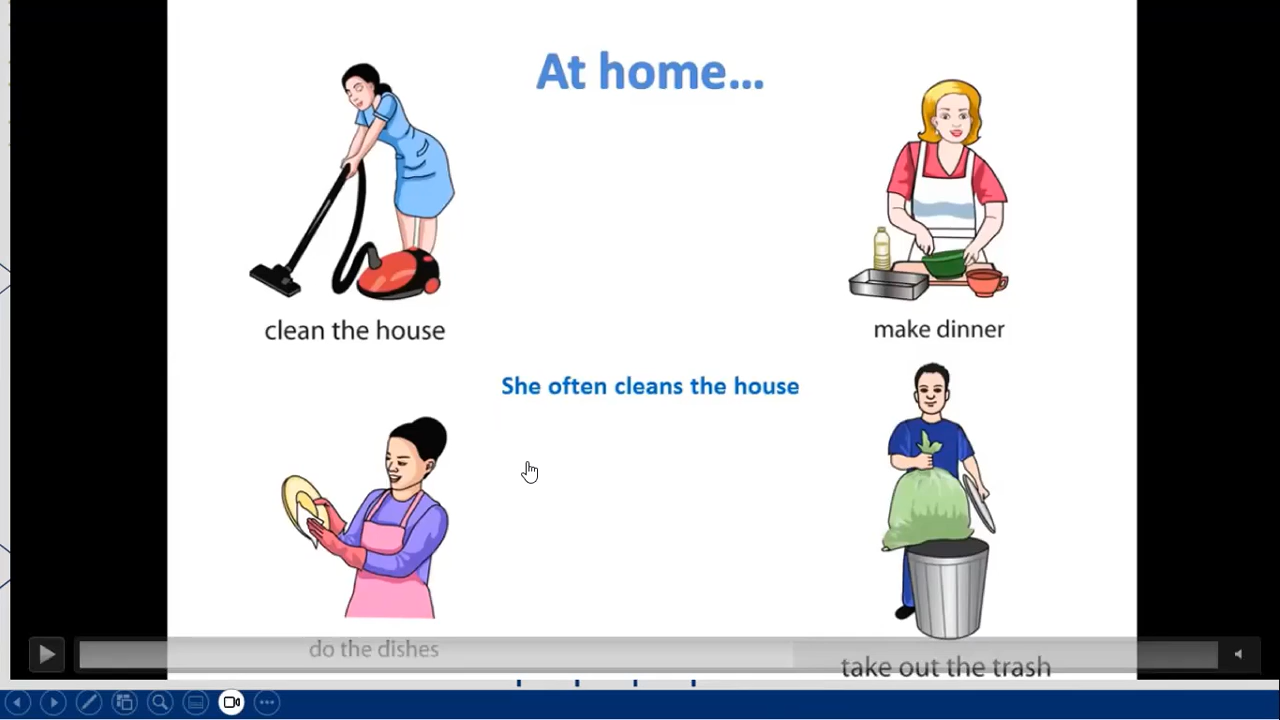 At home...
clean the house
make dinner
She often cleans the house
do the dishes
take out the trash